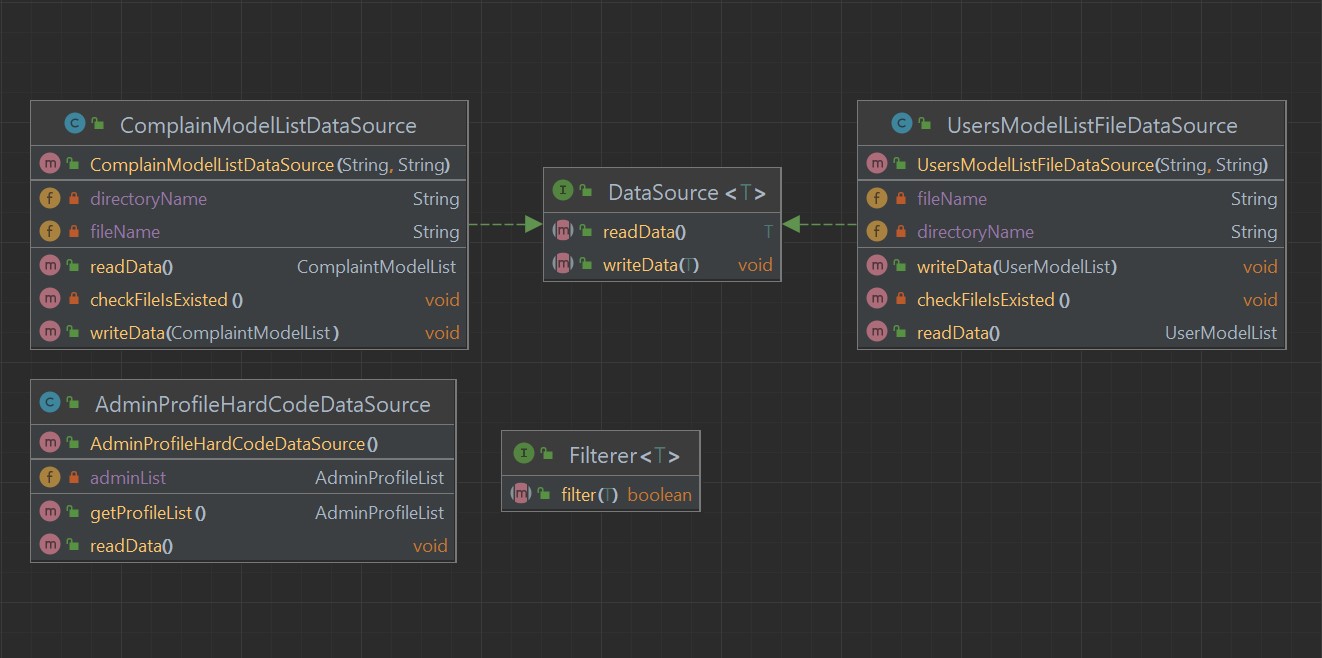 ComplainModelListDataSource
ComplainModelListDataSource(String, String)
directoryName String
fileName String
readData() ComplaintModelList
checkFileIsExisted() void
writeData(ComplaintModelList) void
DataSource<T>
readData() T
writeData(T) void
UsersModelListFileDataSource
UsersModelListFileDataSource(String, String)
fileName String
directoryName String
writeData(UserModelList) void
checkFileIsExisted() void
readData() UserModelList
AdminProfileHardCodeDataSource
AdminProfileHardCodeDataSource()
adminList AdminProfileList
getProfileList() AdminProfileList
readData() void
Filterer<T>
filter(T) boolean